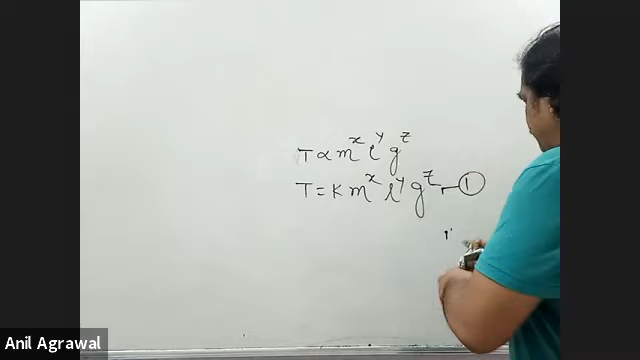 T ∝ m^x l^y g^z
T = K m^x l^y g^z — 1
Anil Agrawal